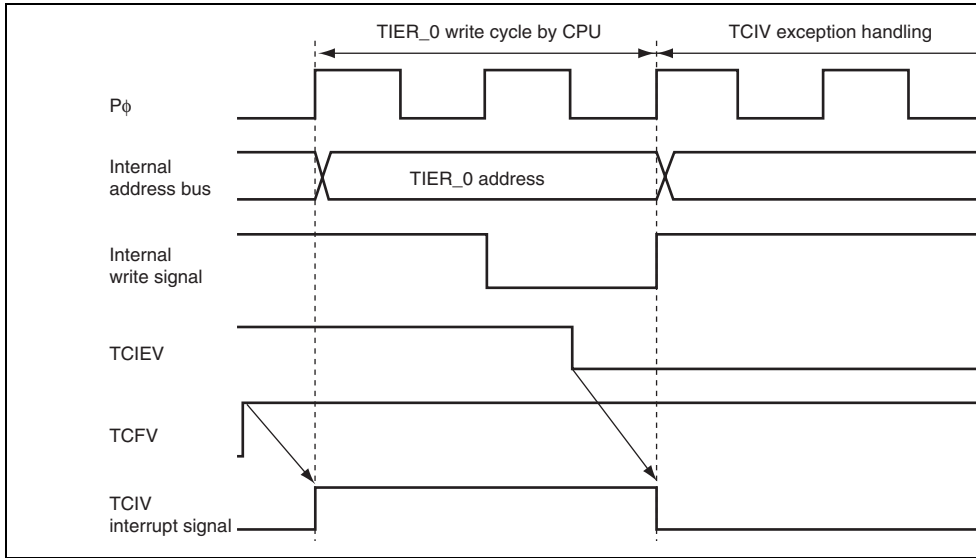 TIER_0 write cycle by CPU
TCIV exception handling
Pϕ
Internal
address bus
TIER_0 address
Internal
write signal
TCIEV
TCFV
TCIV
interrupt signal